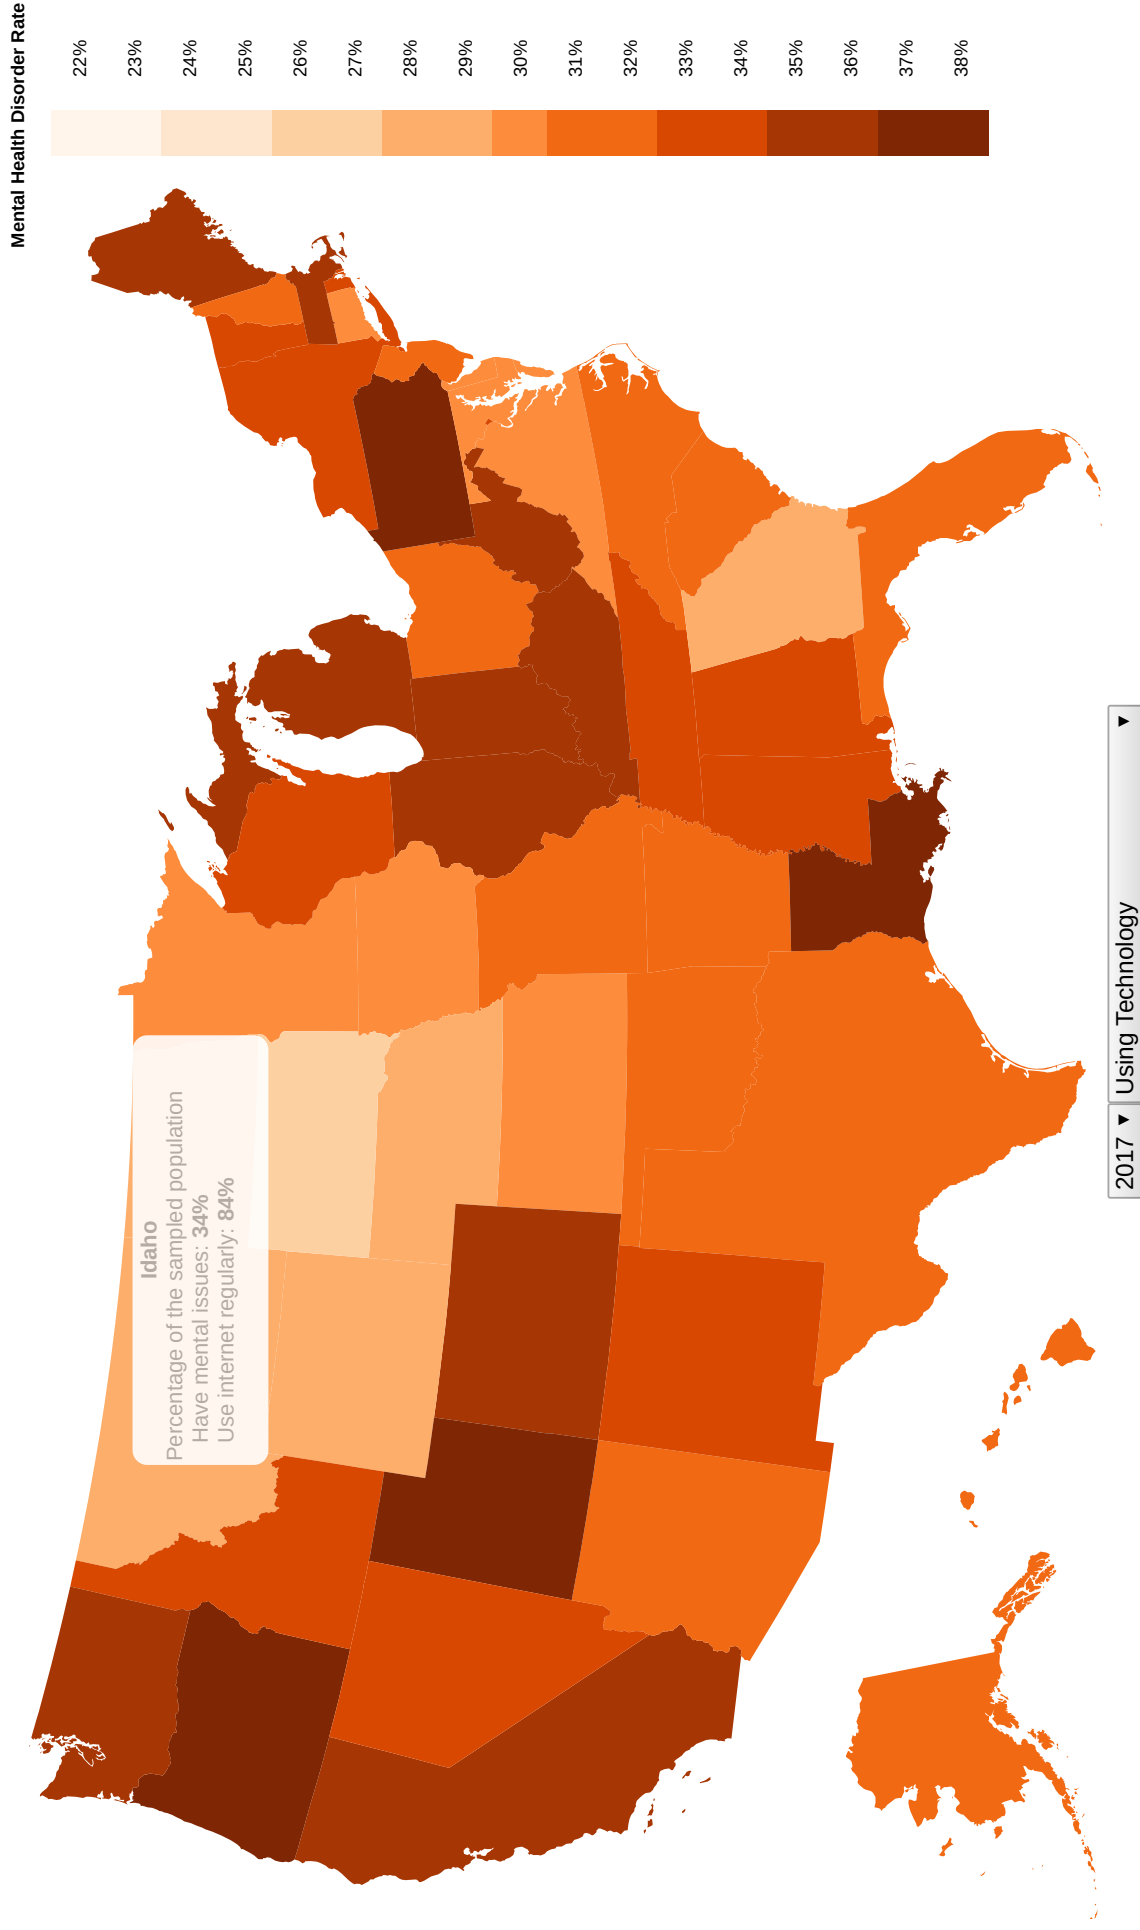 Mental Health Disorder Rate
22%
23%
24%
25%
26%
27%
28%
29%
30%
31%
32%
33%
34%
35%
36%
37%
38%
Idaho
Percentage of the sampled population
Have mental issues: 34%
Use internet regularly: 84%
2017 ▼ Using Technology ▼